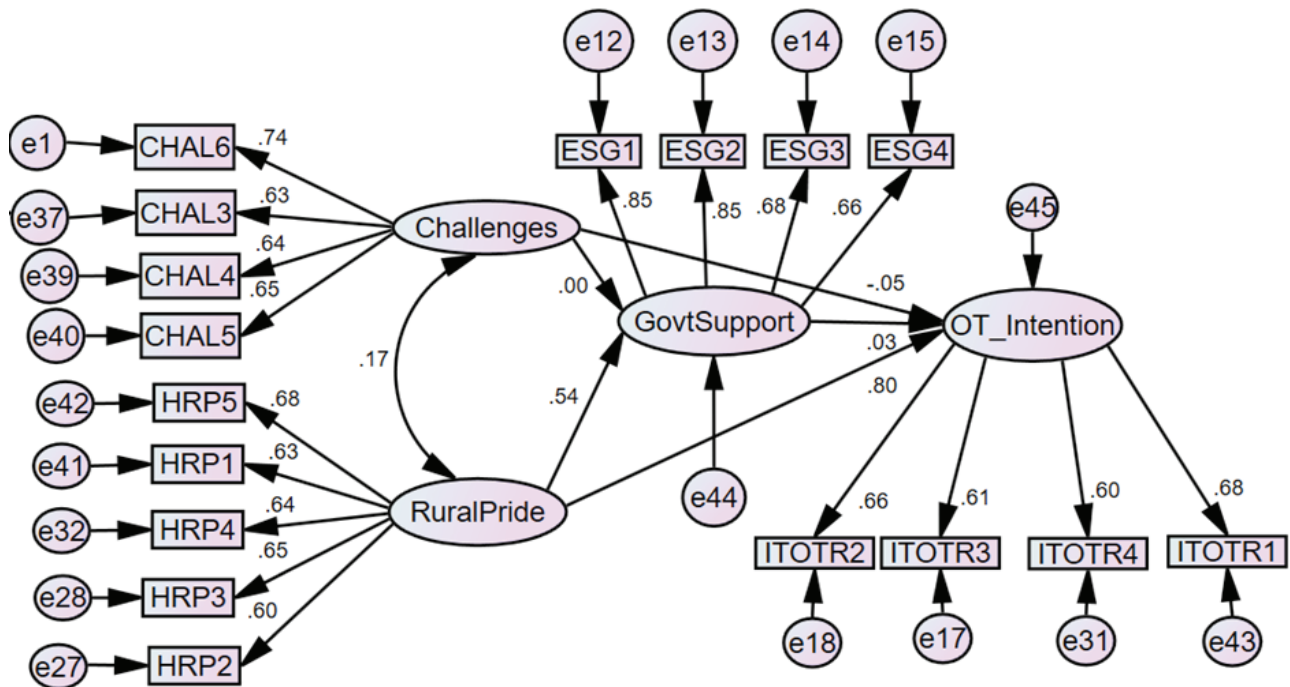 e12
e13
e14
e15
e1
CHAL6
.74
ESG1
ESG2
ESG3
ESG4
e37
CHAL3
.63
.85
.85
.68
.66
e45
Challenges
e39
CHAL4
.64
.65
.00
-.05
e40
CHAL5
GovtSupport
OT_Intention
.17
.03
.80
e42
HRP5
.68
.54
e41
HRP1
.63
e44
e32
HRP4
.64
RuralPride
.65
.66
.61
.60
.68
ITOTR2
ITOTR3
ITOTR4
ITOTR1
e28
HRP3
.60
e18
e17
e31
e43
e27
HRP2